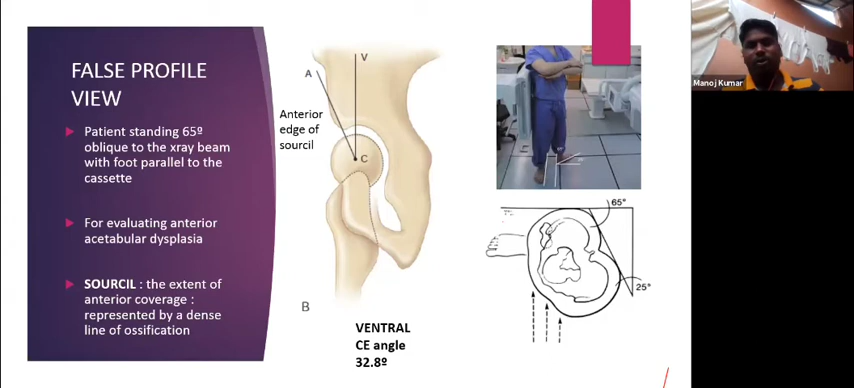 FALSE PROFILE
VIEW
Patient standing 65º
oblique to the xray beam
with foot parallel to the
cassette
For evaluating anterior
acetabular dysplasia
SOURCIL : the extent of
anterior coverage :
represented by a dense
line of ossification
V
A
Anterior
edge of
sourcil
C
B
VENTRAL
CE angle
32.8º
65°
25°
Manoj Kumar